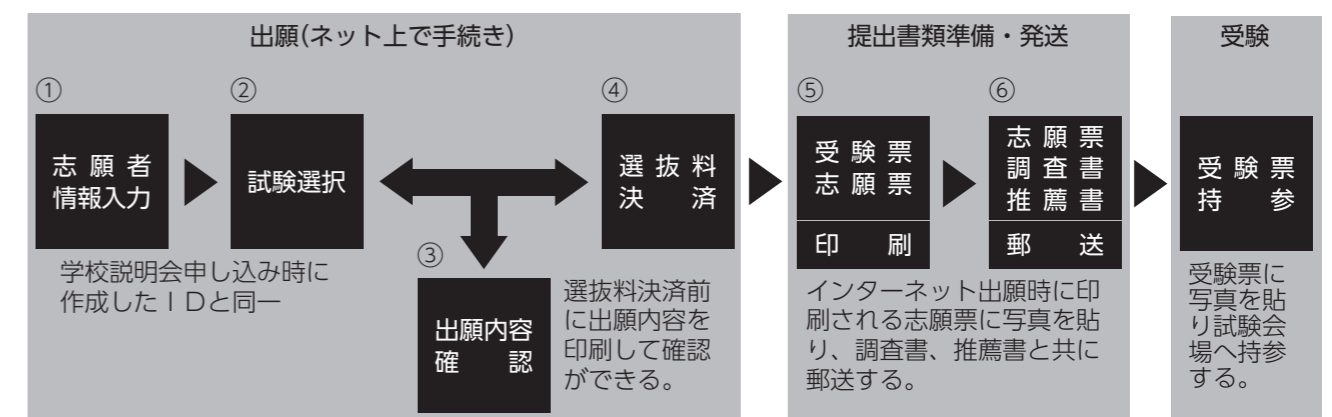 出願(ネット上で手続き)
①
志願者
情報入力
学校説明会申し込み時に
作成したＩＤと同一
②
試験選択
③
出願内容
確認
④
選抜料
決済
選抜料決済前
に出願内容を
印刷して確認
ができる。
提出書類準備・発送
⑤
受験票
志願票
印刷
⑥
志願票
調査書
推薦書
郵送
インターネット出願時に印
刷される志願票に写真を貼
り、調査書、推薦書と共に
郵送する。
受験
受験票
持参
受験票に
写真を貼
り試験会
場へ持参
する。